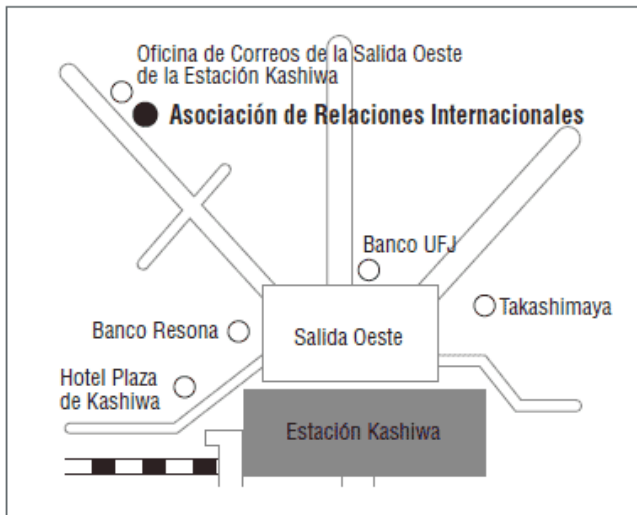 Oficina de Correos de la Salida Oeste
de la Estación Kashiwa
Asociación de Relaciones Internacionales
Banco UFJ
Takashimaya
Banco Resona
Salida Oeste
Hotel Plaza
de Kashiwa
Estación Kashiwa